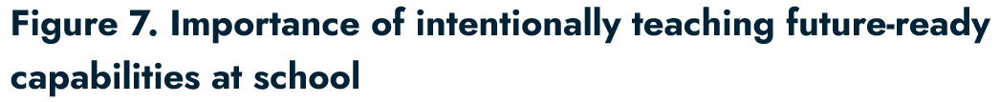 Figure 7. Importance of intentionally teaching future-ready
capabilities at school